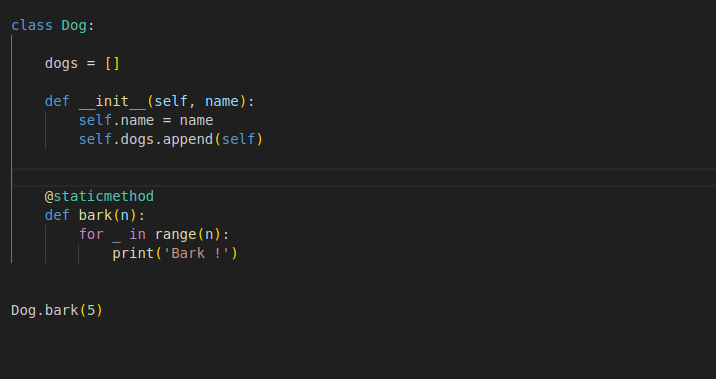 class Dog:
    dogs = []
    def __init__(self, name):
        self.name = name
        self.dogs.append(self)
    @staticmethod
    def bark(n):
        for _ in range(n):
            print('Bark !')
Dog.bark(5)